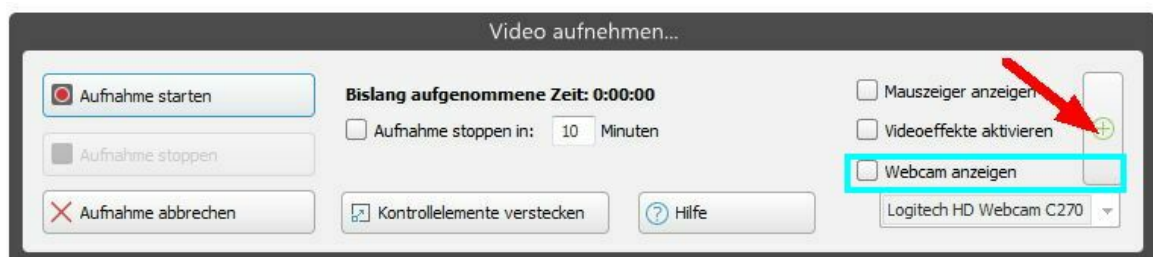 Video aufnehmen...
Aufnahme starten
Aufnahme stoppen
Aufnahme abbrechen
Bislang aufgenommene Zeit: 0:00:00
Aufnahme stoppen in: 10 Minuten
Kontrollelemente verstecken
Hilfe
Mauszeiger anzeigen
Videoeffekte aktivieren
Webcam anzeigen
Logitech HD Webcam C270